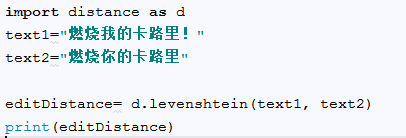 import distance as d
text1="燃烧我的卡路里！"
text2="燃烧你的卡路里"
editDistance= d.levenshtein(text1, text2)
print(editDistance)